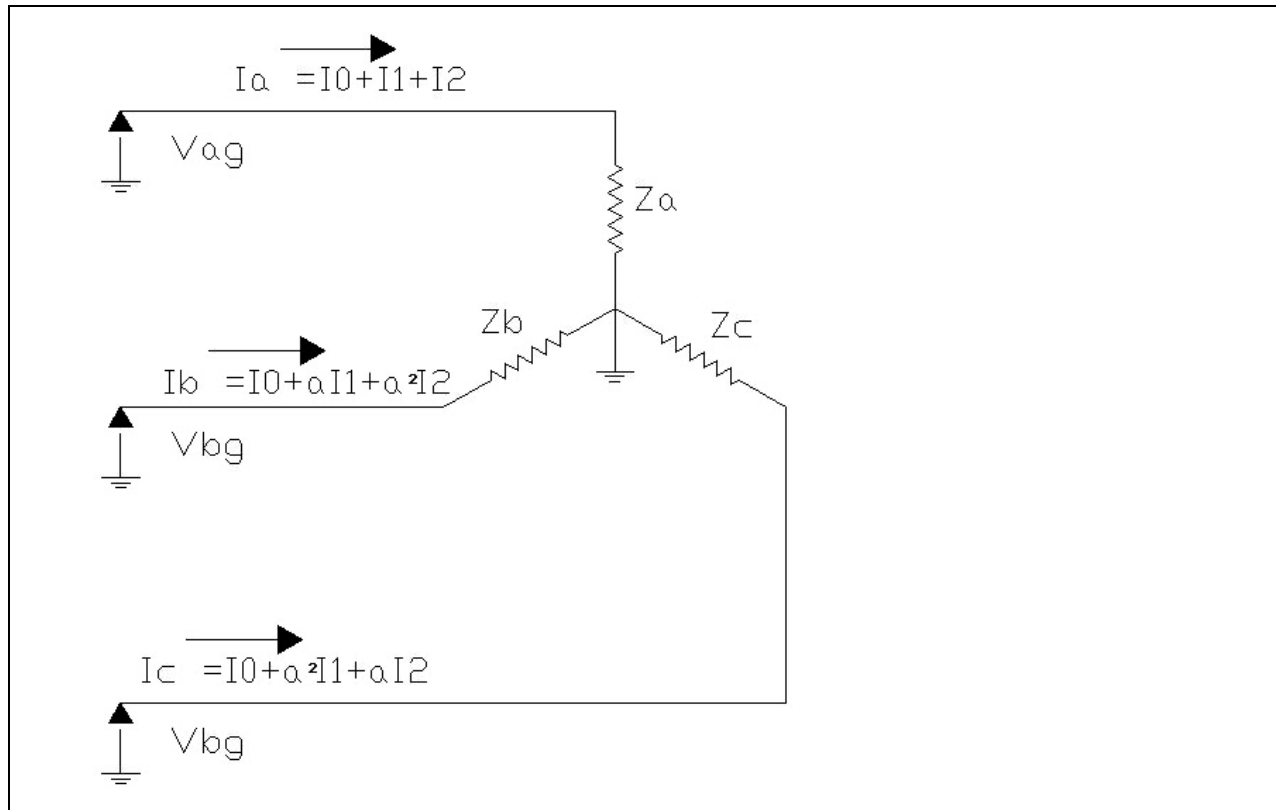 Ia =I0+I1+I2
Vag
Za
Zb
Zc
Ib =I0+aI1+a²I2
Vbg
Ic =I0+a²I1+aI2
Vbg